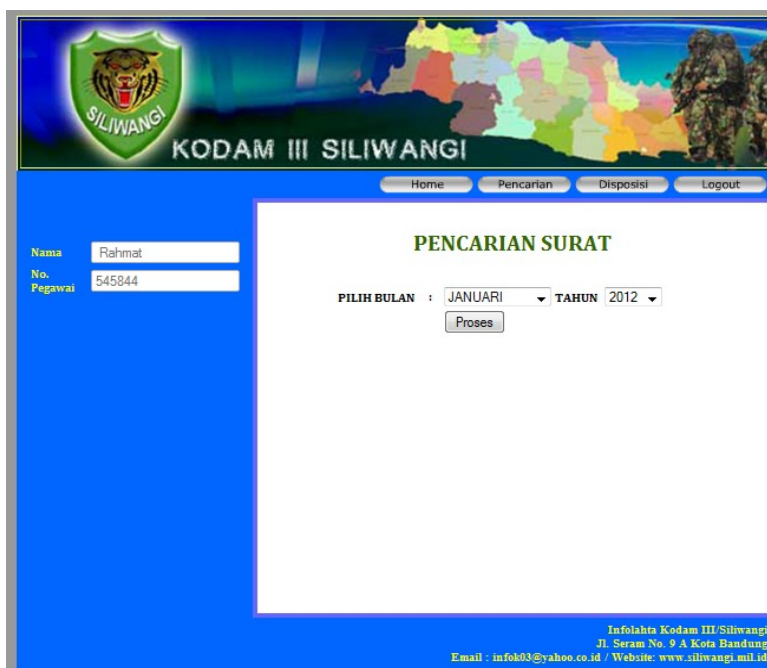 SILIWANGI
KODAM III SILIWANGI
Home Pencarian Disposisi Logout
Nama Rahmat
No. Pegawai 545844
PENCARIAN SURAT
PILIH BULAN : JANUARI TAHUN 2012
Proses
Infolahta Kodam III/Siliwangi
Jl. Seram No. 9 A Kota Bandung
Email : infok03@yahoo.co.id / Website: www.siliwangi.mil.id